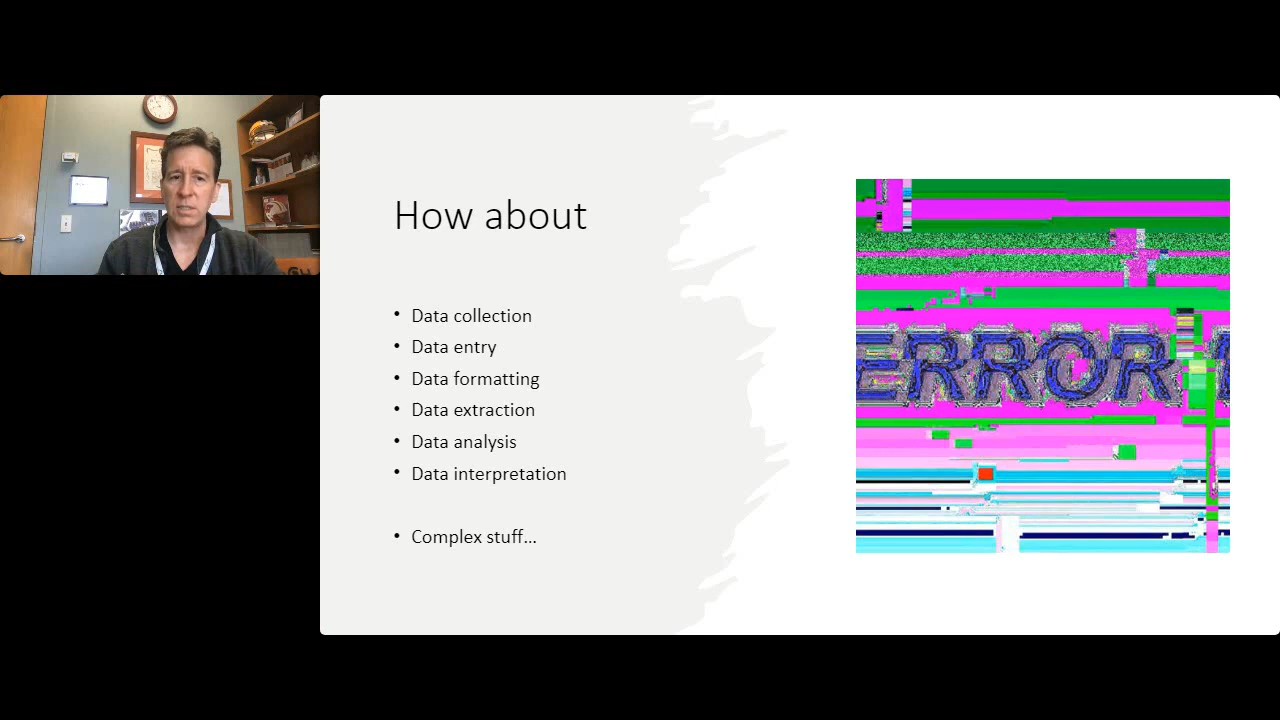 How about
• Data collection
• Data entry
• Data formatting
• Data extraction
• Data analysis
• Data interpretation
• Complex stuff...
ERROR